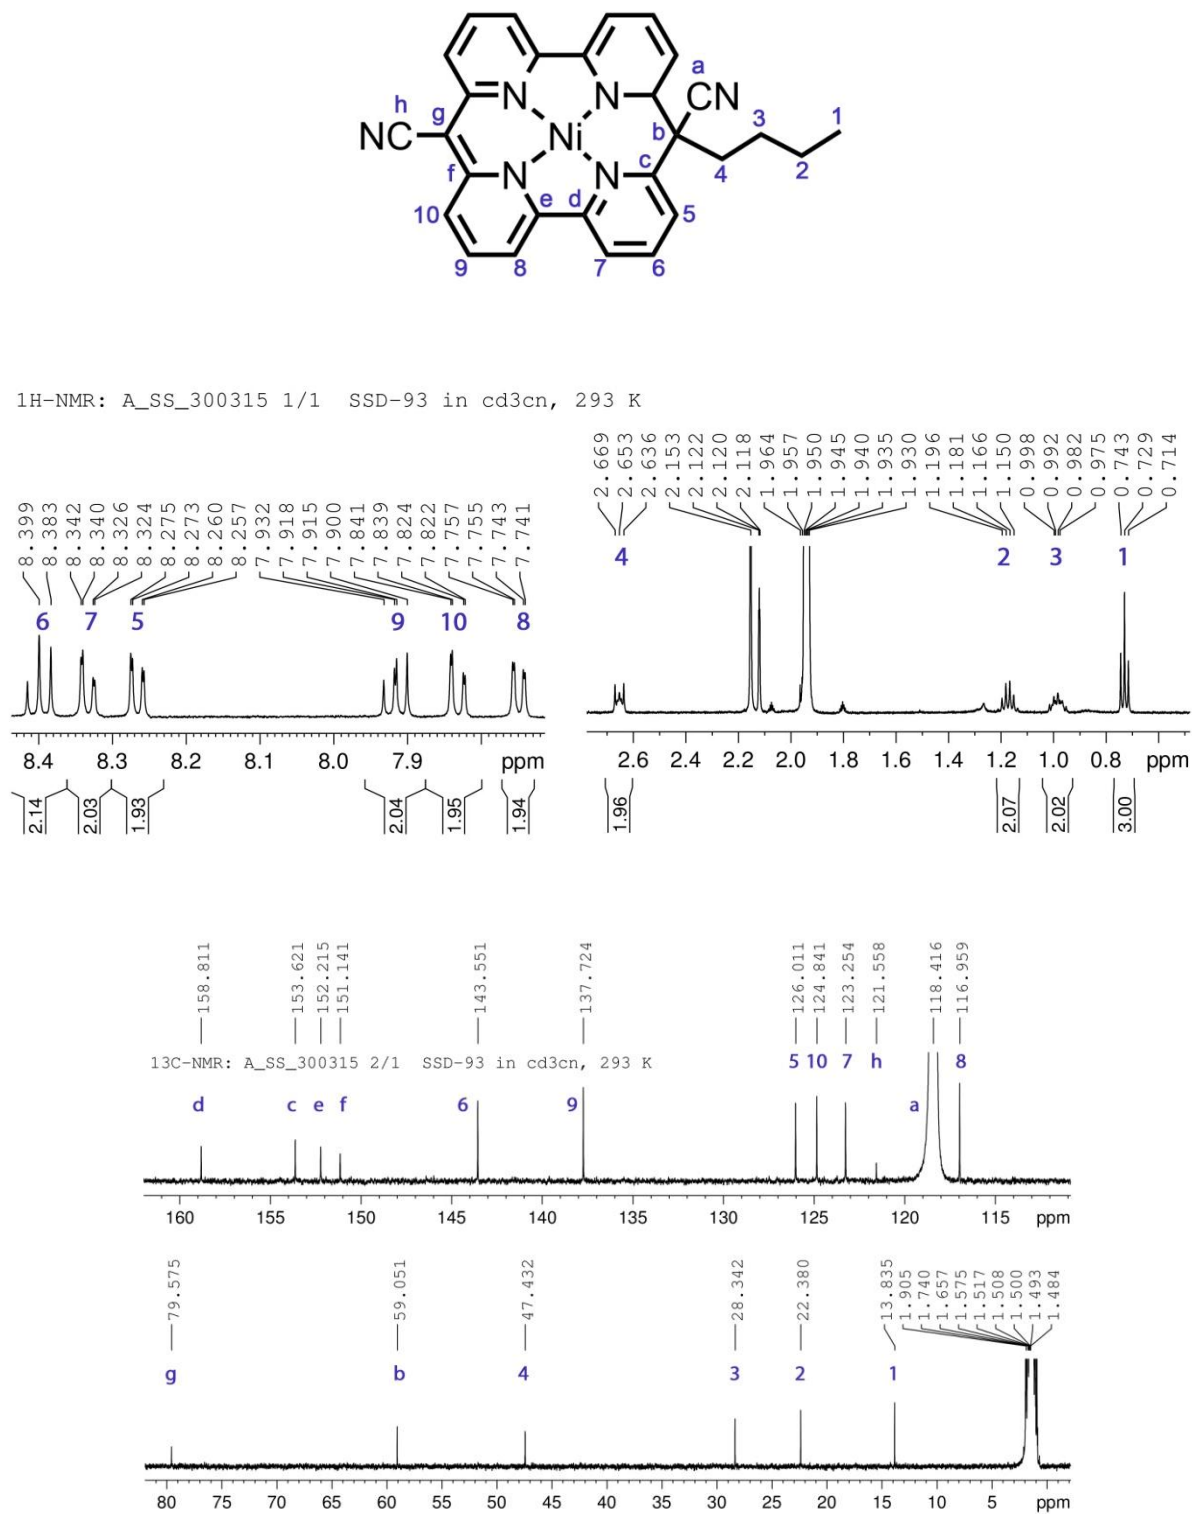 a
CN
h
g
N
N
3
1
NC
Ni
b
N
N
c
4
2
f
e
d
10
5
9
8
7
6
1H-NMR: A_SS_300315 1/1 SSD-93 in cd3cn, 293 K
8.399 8.383 8.342 8.340 8.326 8.324 8.275 8.273 8.260 8.257 7.932 7.918 7.915 7.900 7.841 7.839 7.824 7.822 7.757 7.755 7.743 7.741
6 7 5 9 10 8
8.4 8.3 8.2 8.1 8.0 7.9 ppm
2.14 2.03 1.93 2.04 1.95 1.94
2.669 2.653 2.636 2.153 2.122 2.120 2.118 1.964 1.957 1.950 1.945 1.940 1.935 1.930 1.196 1.181 1.166 1.150 0.998 0.992 0.982 0.975 0.743 0.729 0.714
4 2 3 1
2.6 2.4 2.2 2.0 1.8 1.6 1.4 1.2 1.0 0.8 ppm
1.96 2.07 2.02 3.00
158.811 153.621 152.215 151.141 143.551 137.724 126.011 124.841 123.254 121.558 118.416 116.959
13C-NMR: A_SS_300315 2/1 SSD-93 in cd3cn, 293 K
5 10 7 h 8
d c e f 6 9 a
160 155 150 145 140 135 130 125 120 115 ppm
79.575 59.051 47.432 28.342 22.380 13.835 1.905 1.740 1.657 1.575 1.517 1.508 1.500 1.493 1.484
g b 4 3 2 1
80 75 70 65 60 55 50 45 40 35 30 25 20 15 10 5 ppm